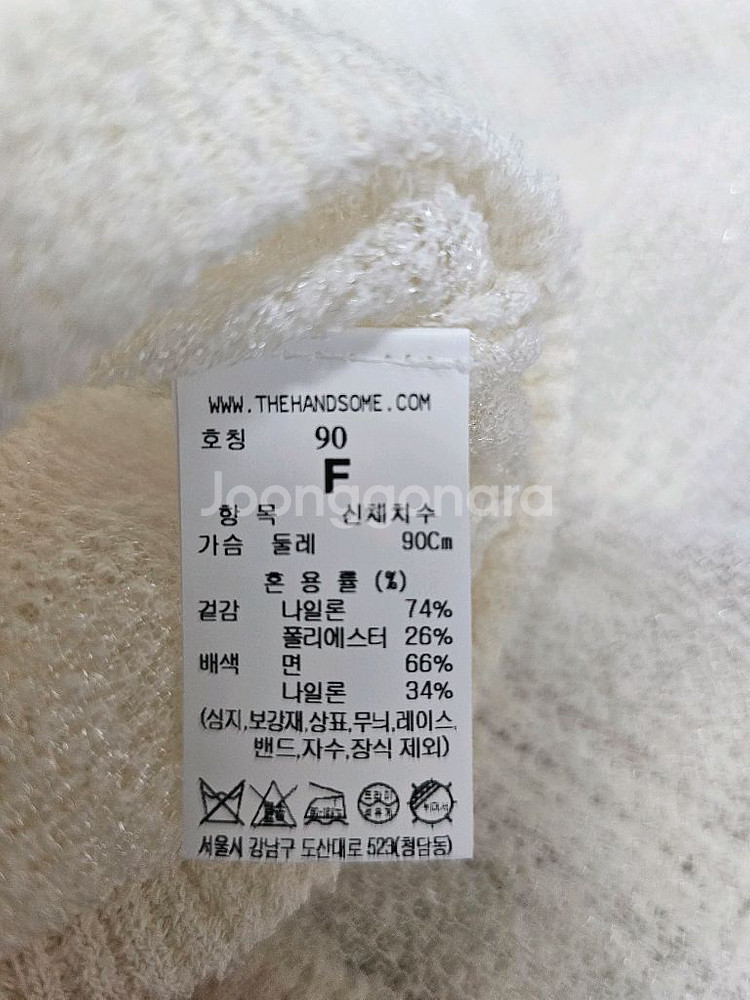 WWW.THEHANDSOME.COM
호칭 90
F
Joonggonara
항 목 신체치수
가슴 둘레 90Cm
혼 용 률 (%)
겉감 나일론 74%
폴리에스터 26%
배색 면 66%
나일론 34%
(심지,보강재,상표,무늬,레이스,
밴드,자수,장식 제외)
드라이
서울시 강남구 도산대로 523(청담동)